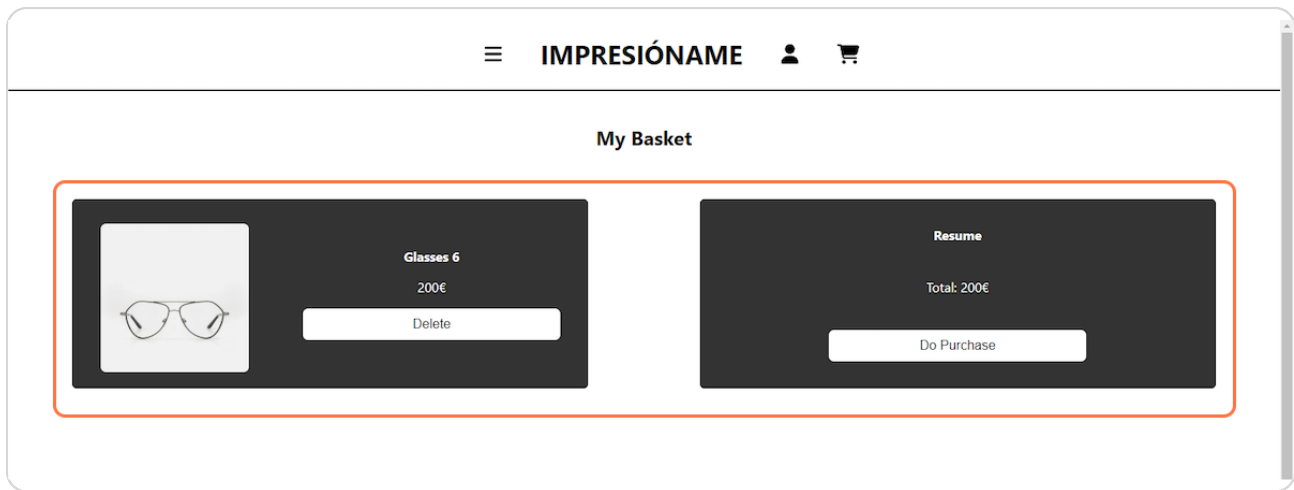 IMPRESIÓNAME
My Basket
Glasses 6
200€
Delete
Resume
Total: 200€
Do Purchase